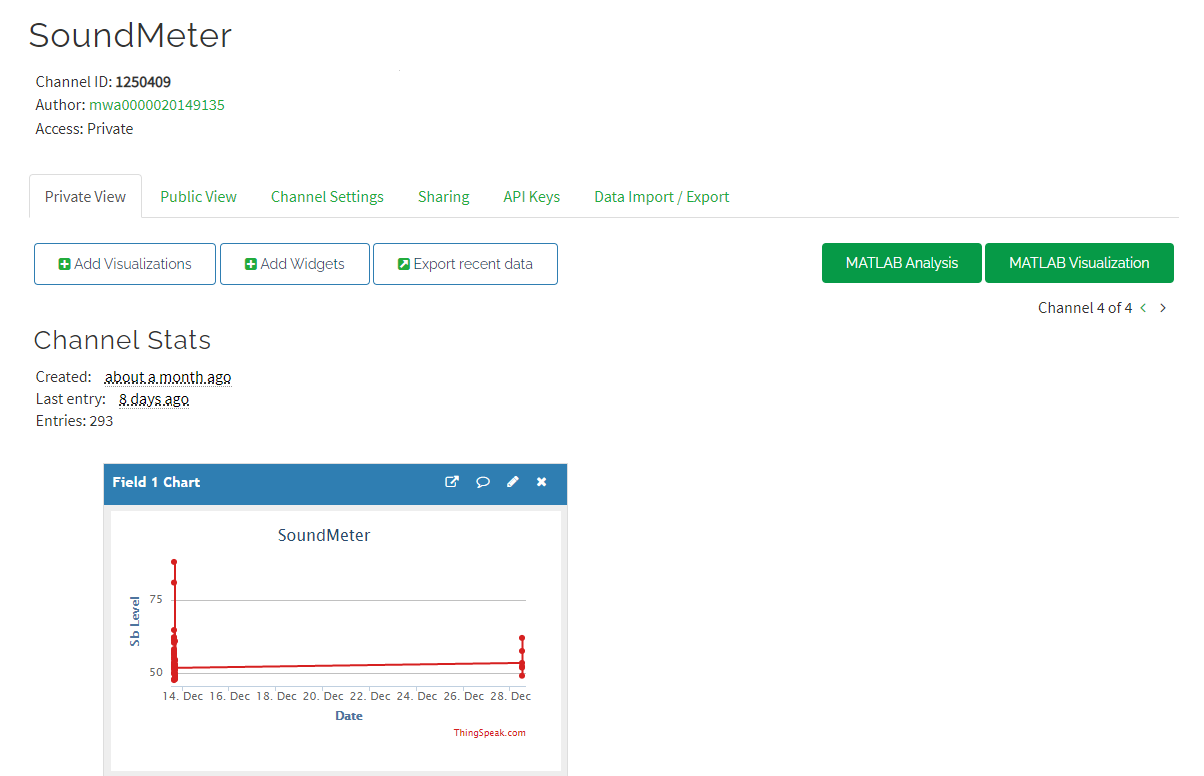 SoundMeter
Channel ID: 1250409
Author: mwa0000020149135
Access: Private
Private View Public View Channel Settings Sharing API Keys Data Import / Export
Add Visualizations Add Widgets Export recent data MATLAB Analysis MATLAB Visualization
Channel 4 of 4 < >
Channel Stats
Created: about a month ago
Last entry: 8 days ago
Entries: 293
Field 1 Chart
SoundMeter
75
Sb Level
50
14. Dec 16. Dec 18. Dec 20. Dec 22. Dec 24. Dec 26. Dec 28. Dec
Date
ThingSpeak.com